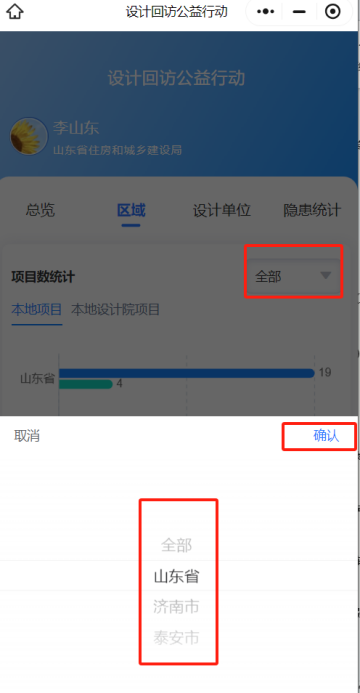 设计回访公益行动
设计回访公益行动
李山东
山东省住房和城乡建设局
总览 区域 设计单位 隐患统计
项目数统计 全部
本地项目 本地设计院项目
山东省 19
4
取消 确认
全部
山东省
济南市
泰安市